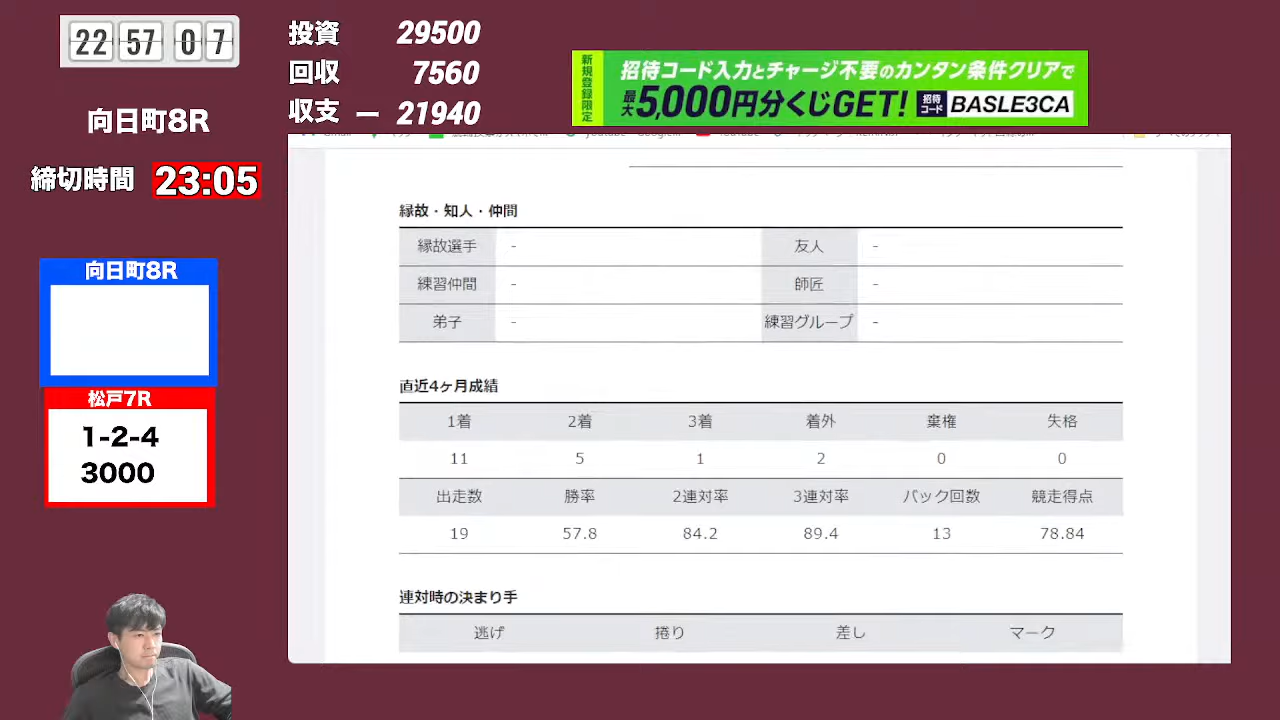 22 57 07
投資 29500
回収 7560
収支 － 21940
新規登録限定
招待コード入力とチャージ不要のカンタン条件クリアで
最大5,000円分くじGET! 招待コード BASLE3CA
向日町8R
締切時間 23:05
向日町8R
松戸7R
1-2-4
3000
縁故・知人・仲間
縁故選手 - 友人 -
練習仲間 - 師匠 -
弟子 - 練習グループ -
直近4ヶ月成績
1着 2着 3着 着外 棄権 失格
11 5 1 2 0 0
出走数 勝率 2連対率 3連対率 バック回数 競走得点
19 57.8 84.2 89.4 13 78.84
連対時の決まり手
逃げ 捲り 差し マーク